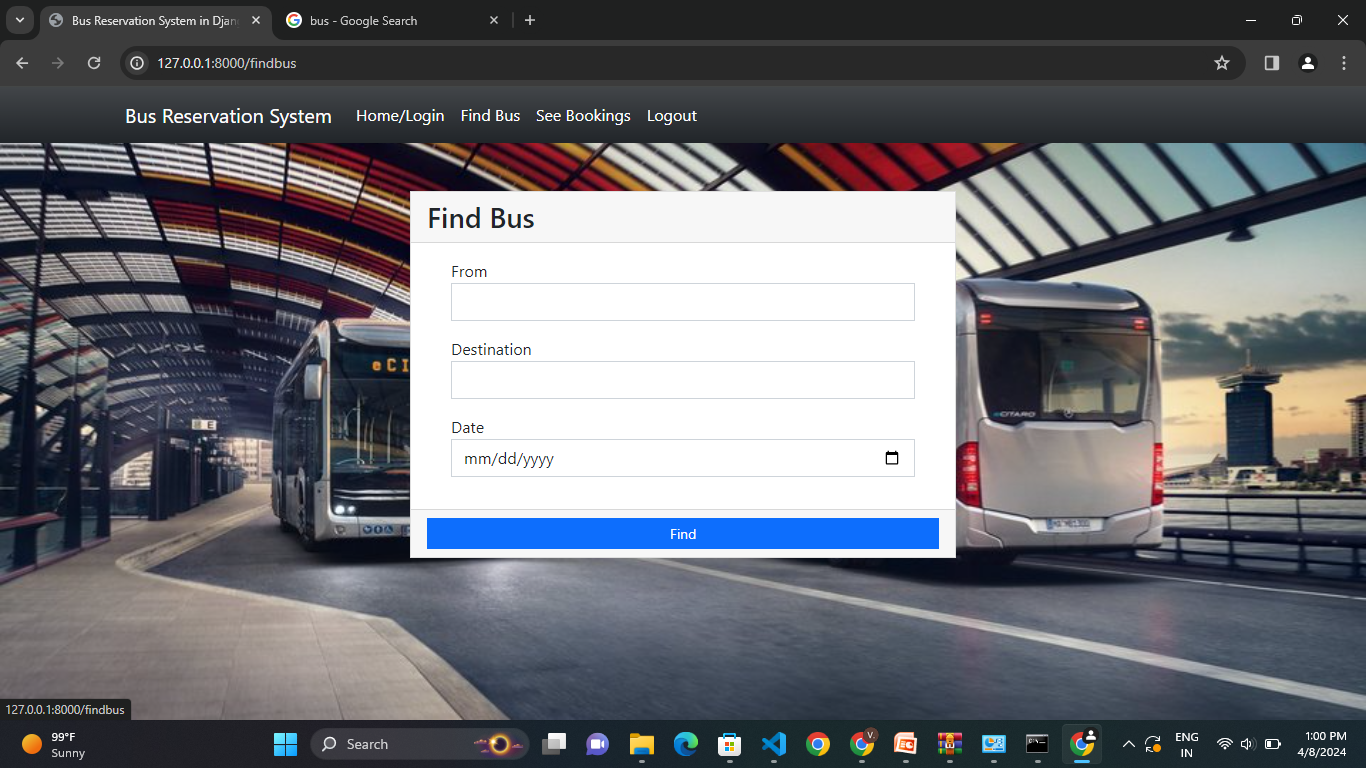 Bus Reservation System in Djan
bus - Google Search
127.0.0.1:8000/findbus
Bus Reservation System
Home/Login
Find Bus
See Bookings
Logout
Find Bus
From
Destination
Date
mm/dd/yyyy
Find
eCI
E
eCITARO
127.0.0.1:8000/findbus
99°F
Sunny
Search
V.
ENG
IN
1:00 PM
4/8/2024